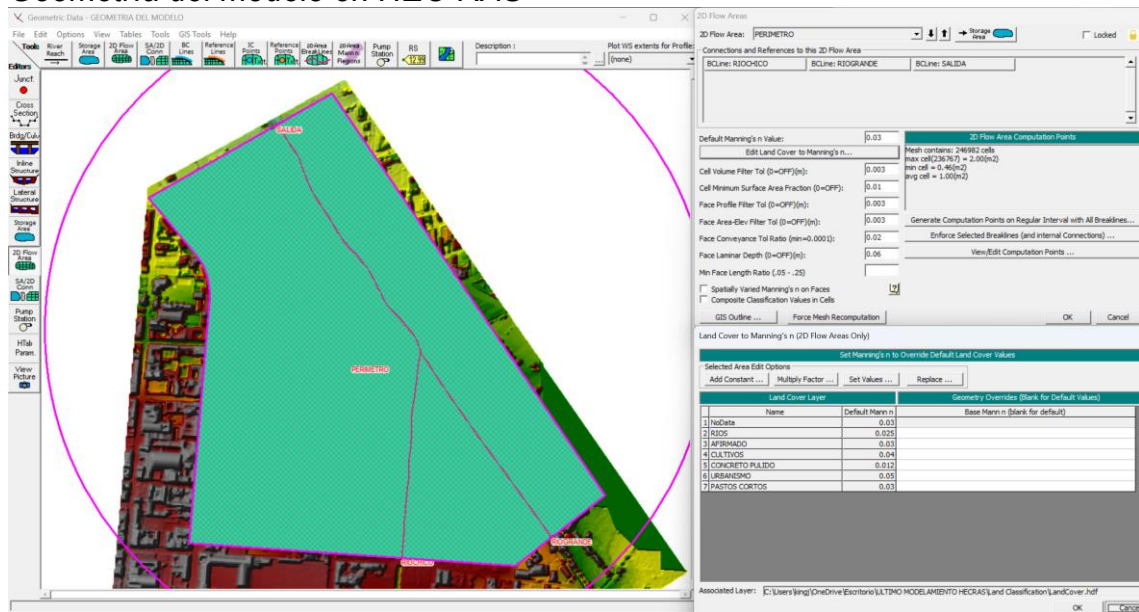 Geometric Data - GEOMETRIA DEL MODELO
File Edit Options View Tables Tools GIS Tools Help
Tools
Editors
River Reach
Storage Area
2D Flow Area
SA/2D Conn
BC Lines
Reference Lines
IC Points
Reference Points
2D Area BreakLines
2D Area Mann n Regions
Pump Station
RS
Description :
Plot WS extents for Profile:
(none)
Junct.
Cross Section
Brdg/Culv
Inline Structure
Lateral Structure
Storage Area
2D Flow Area
SA/2D Conn
Pump Station
HTab Param.
View Picture
SALIDA
PERIMETRO
RIOGRANDE
RIOCHICO
2D Flow Areas
2D Flow Area: PERIMETRO
Storage Area
Locked
Connections and References to this 2D Flow Area
BCLine: RIOCHICO BCLine: RIOGRANDE BCLine: SALIDA
Default Manning's n Value: 0.03
Edit Land Cover to Manning's n...
Cell Volume Filter Tol (0=OFF)(m): 0.003
Cell Minimum Surface Area Fraction (0=OFF): 0.01
Face Profile Filter Tol (0=OFF)(m): 0.003
Face Area-Elev Filter Tol (0=OFF)(m): 0.003
Face Conveyance Tol Ratio (min=0.0001): 0.02
Face Laminar Depth (0=OFF)(m): 0.06
Min Face Length Ratio (.05 - .25)
Spatially Varied Manning's n on Faces
Composite Classification Values in Cells
GIS Outline ... Force Mesh Recomputation
2D Flow Area Computation Points
Mesh contains: 246982 cells
max cell(236767) = 2.00(m2)
min cell = 0.46(m2)
avg cell = 1.00(m2)
Generate Computation Points on Regular Interval with All Breaklines...
Enforce Selected Breaklines (and internal Connections) ...
View/Edit Computation Points ...
OK Cancel
Land Cover to Manning's n (2D Flow Areas Only)
Set Manning's n to Override Default Land Cover Values
Selected Area Edit Options
Add Constant ... Multiply Factor ... Set Values ... Replace ...
Land Cover Layer Geometry Overrides (Blank for Default Values)
Name Default Mann n Base Mann n (blank for default)
1 NoData 0.03
2 RIOS 0.025
3 AFIRMADO 0.03
4 CULTIVOS 0.04
5 CONCRETO PULIDO 0.012
6 URBANISMO 0.05
7 PASTOS CORTOS 0.03
Associated Layer: C:\Users\kingj\OneDrive\Escritorio\ULTIMO MODELAMIENTO HECRAS\Land Classification\LandCover.hdf
OK